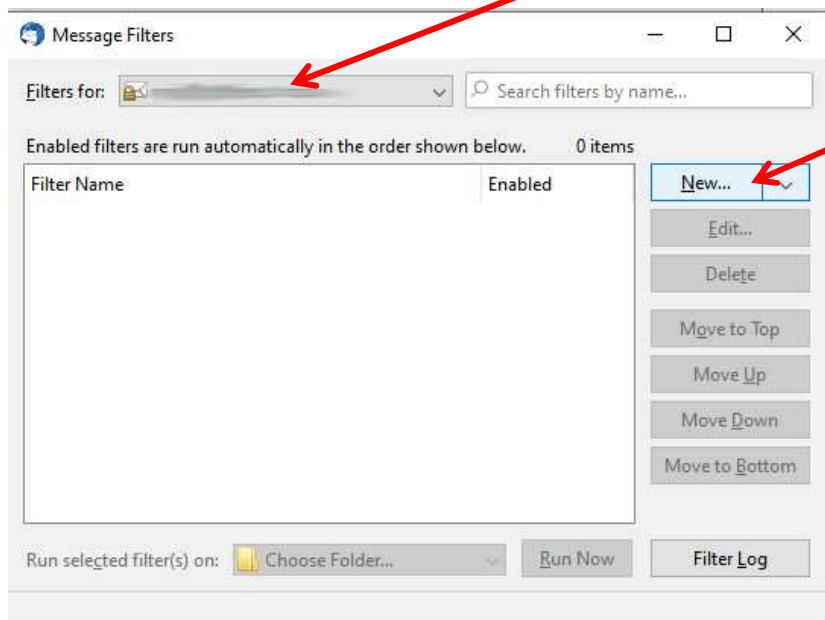 Message Filters
Filters for:
Search filters by name...
Enabled filters are run automatically in the order shown below. 0 items
Filter Name Enabled
New...
Edit...
Delete
Move to Top
Move Up
Move Down
Move to Bottom
Run selected filter(s) on: Choose Folder... Run Now Filter Log